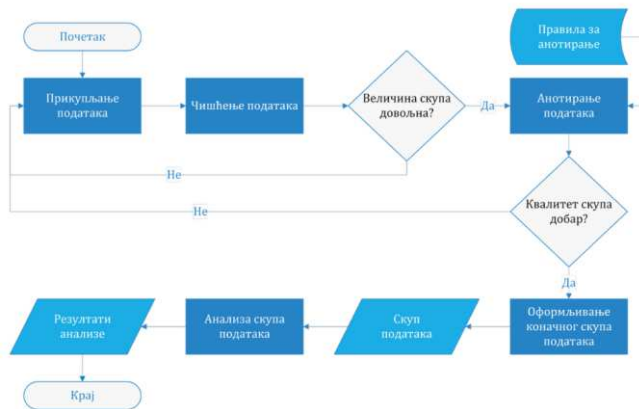 Почетак
Правила за
анотирање
Прикупљање
података
Чишћење података
Величина скупа
довољна?
Да
Анотирање
података
Не
Не
Квалитет скупа
добар?
Да
Резултати
анализе
Анализа скупа
података
Скуп
података
Оформљивање
коначног скупа
података
Крај